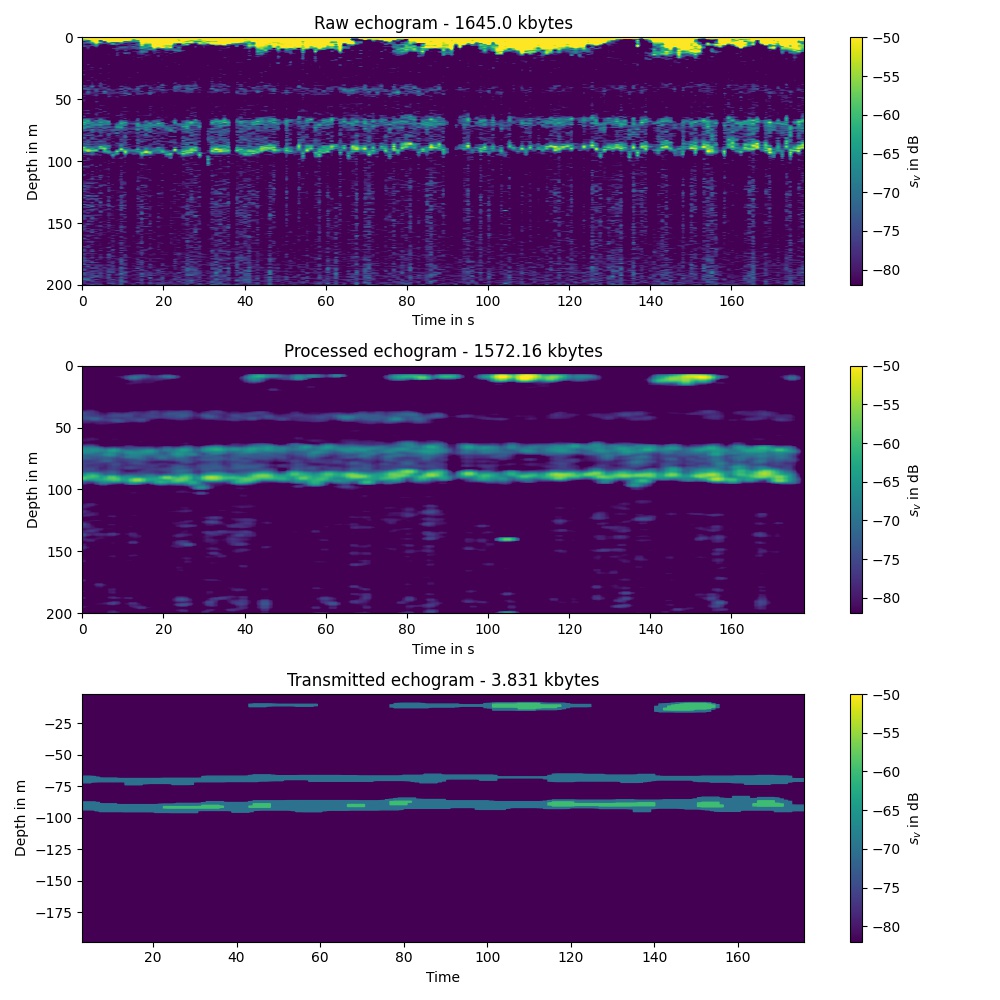 Raw echogram - 1645.0 kbytes
0
50
100
150
200
Depth in m
0 20 40 60 80 100 120 140 160
Time in s
−50
−55
−60
−65
−70
−75
−80
s_v in dB
Processed echogram - 1572.16 kbytes
0
50
100
150
200
Depth in m
0 20 40 60 80 100 120 140 160
Time in s
−50
−55
−60
−65
−70
−75
−80
s_v in dB
Transmitted echogram - 3.831 kbytes
−25
−50
−75
−100
−125
−150
−175
Depth in m
20 40 60 80 100 120 140 160
Time
−50
−55
−60
−65
−70
−75
−80
s_v in dB